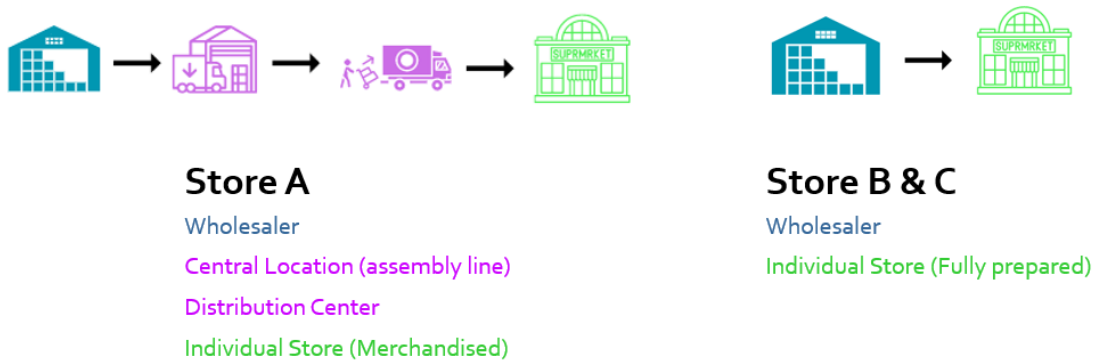 SUPRMRKET
SUPRMRKET
Store A
Wholesaler
Central Location (assembly line)
Distribution Center
Individual Store (Merchandised)
Store B & C
Wholesaler
Individual Store (Fully prepared)